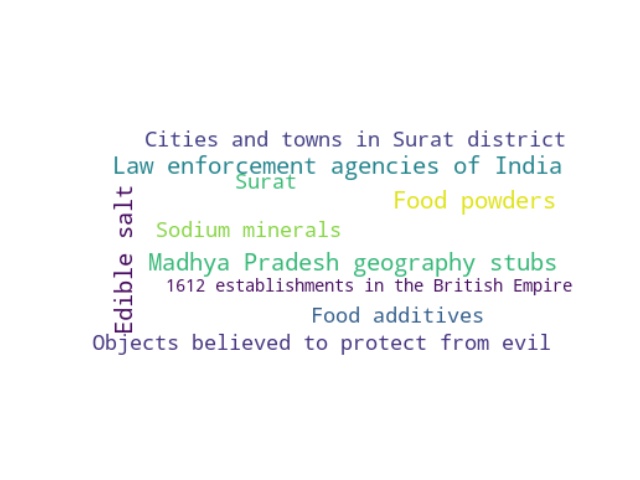 Cities and towns in Surat district
Law enforcement agencies of India
Surat
Food powders
Edible salt
Sodium minerals
Madhya Pradesh geography stubs
1612 establishments in the British Empire
Food additives
Objects believed to protect from evil